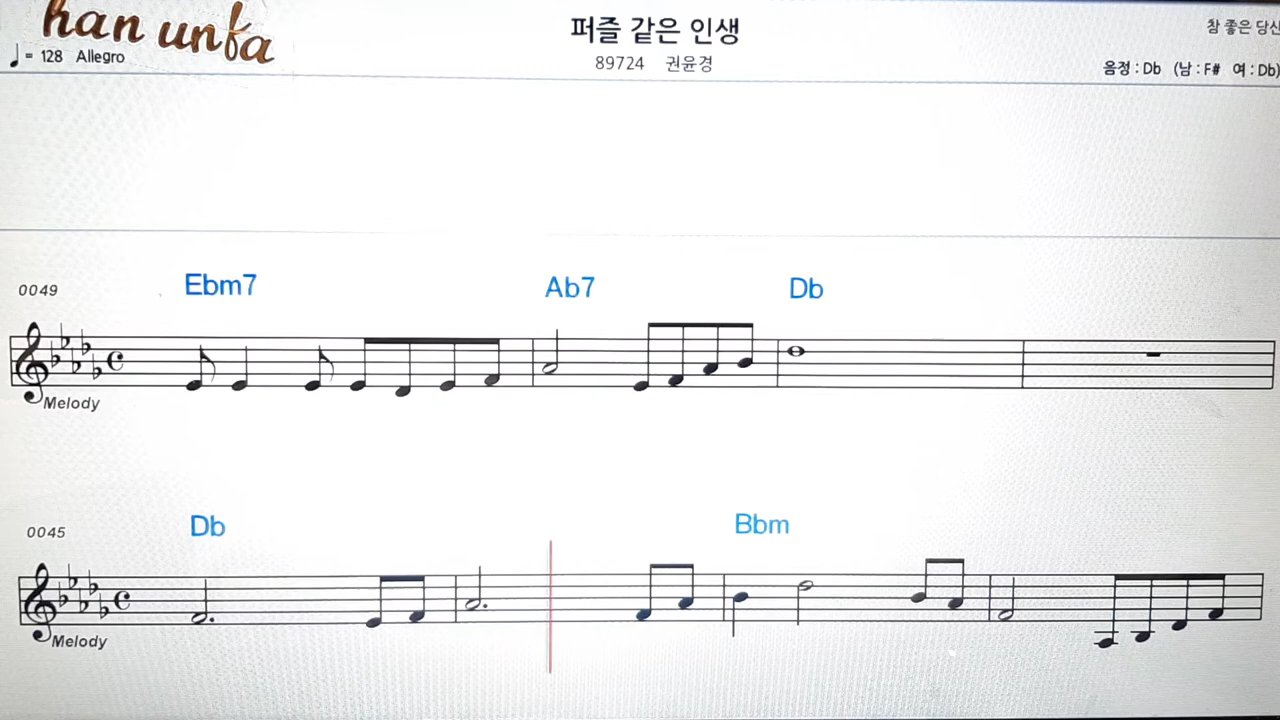 han unfa
퍼즐 같은 인생
참 좋은 당신
♩= 128 Allegro
89724 권윤경
음정 : Db (남 : F# 여 : Db)
0049
Ebm7 Ab7 Db
Melody
0045
Db Bbm
Melody